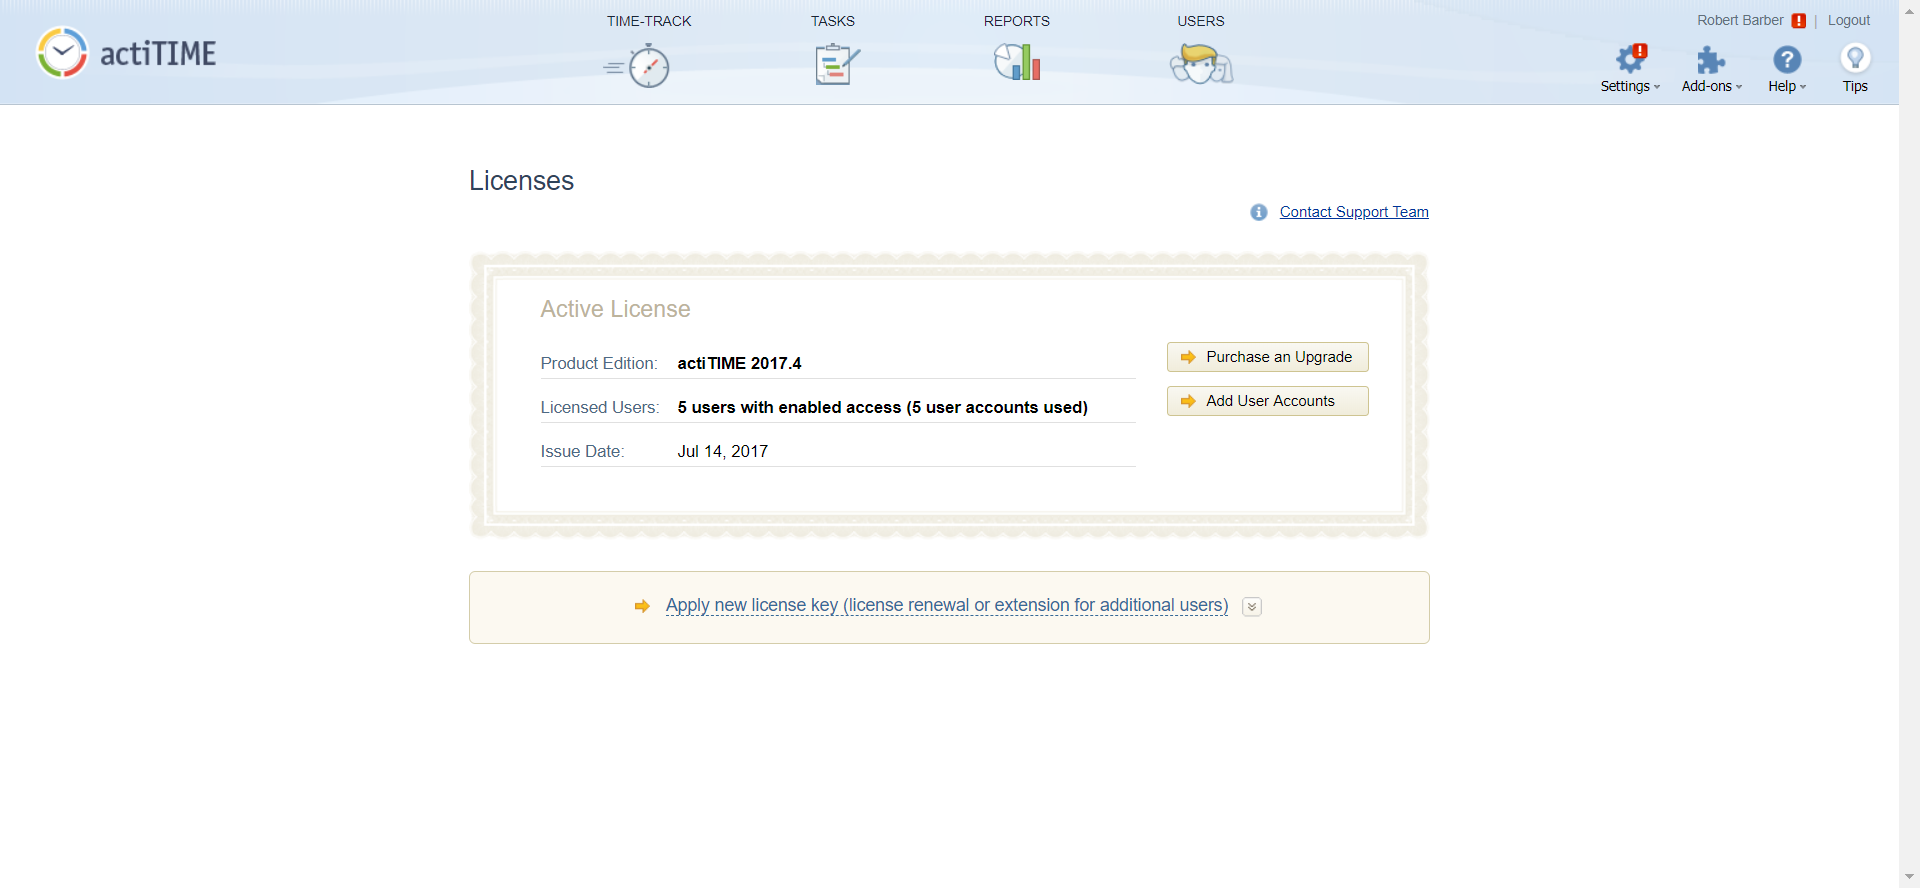 actiTIME
TIME-TRACK
TASKS
REPORTS
USERS
Robert Barber ! | Logout
Settings
Add-ons
Help
Tips
Licenses
Contact Support Team
Active License
Product Edition: actiTIME 2017.4
Licensed Users: 5 users with enabled access (5 user accounts used)
Issue Date: Jul 14, 2017
Purchase an Upgrade
Add User Accounts
Apply new license key (license renewal or extension for additional users)